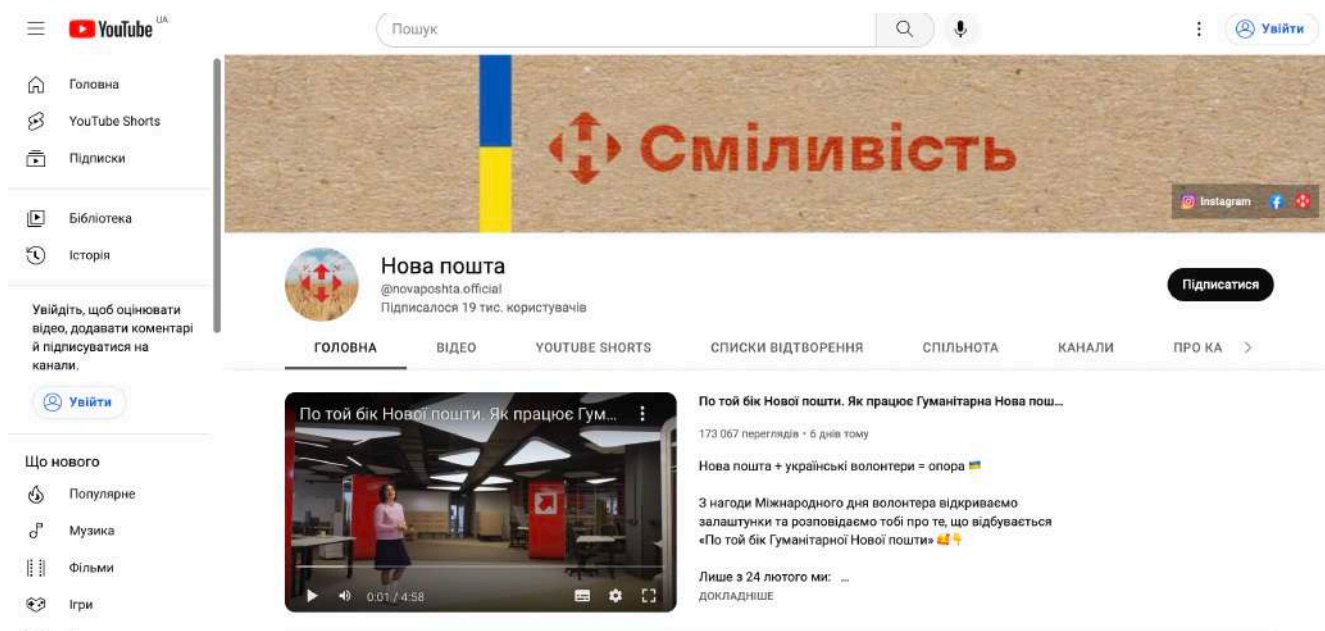 YouTube UA
Пошук
Увійти
Головна
YouTube Shorts
Підписки
Бібліотека
Історія
Увійдіть, щоб оцінювати
відео, додавати коментарі
й підписуватися на
канали.
Увійти
Що нового
Популярне
Музика
Фільми
Ігри
Сміливість
Instagram
Нова пошта
@novaposhta.official
Підписалося 19 тис. користувачів
Підписатися
ГОЛОВНА ВІДЕО YOUTUBE SHORTS СПИСКИ ВІДТВОРЕННЯ СПІЛЬНОТА КАНАЛИ ПРО КА
По той бік Нової пошти. Як працює Гум...
0:01 / 4:58
По той бік Нової пошти. Як працює Гуманітарна Нова пош...
173 067 переглядів • 6 днів тому
Нова пошта + українські волонтери = опора 🇺🇦
З нагоди Міжнародного дня волонтера відкриваємо
залаштунки та розповідаємо тобі про те, що відбувається
«По той бік Гуманітарної Нової пошти» 🥰👇
Лише з 24 лютого ми: ...
ДОКЛАДНІШЕ